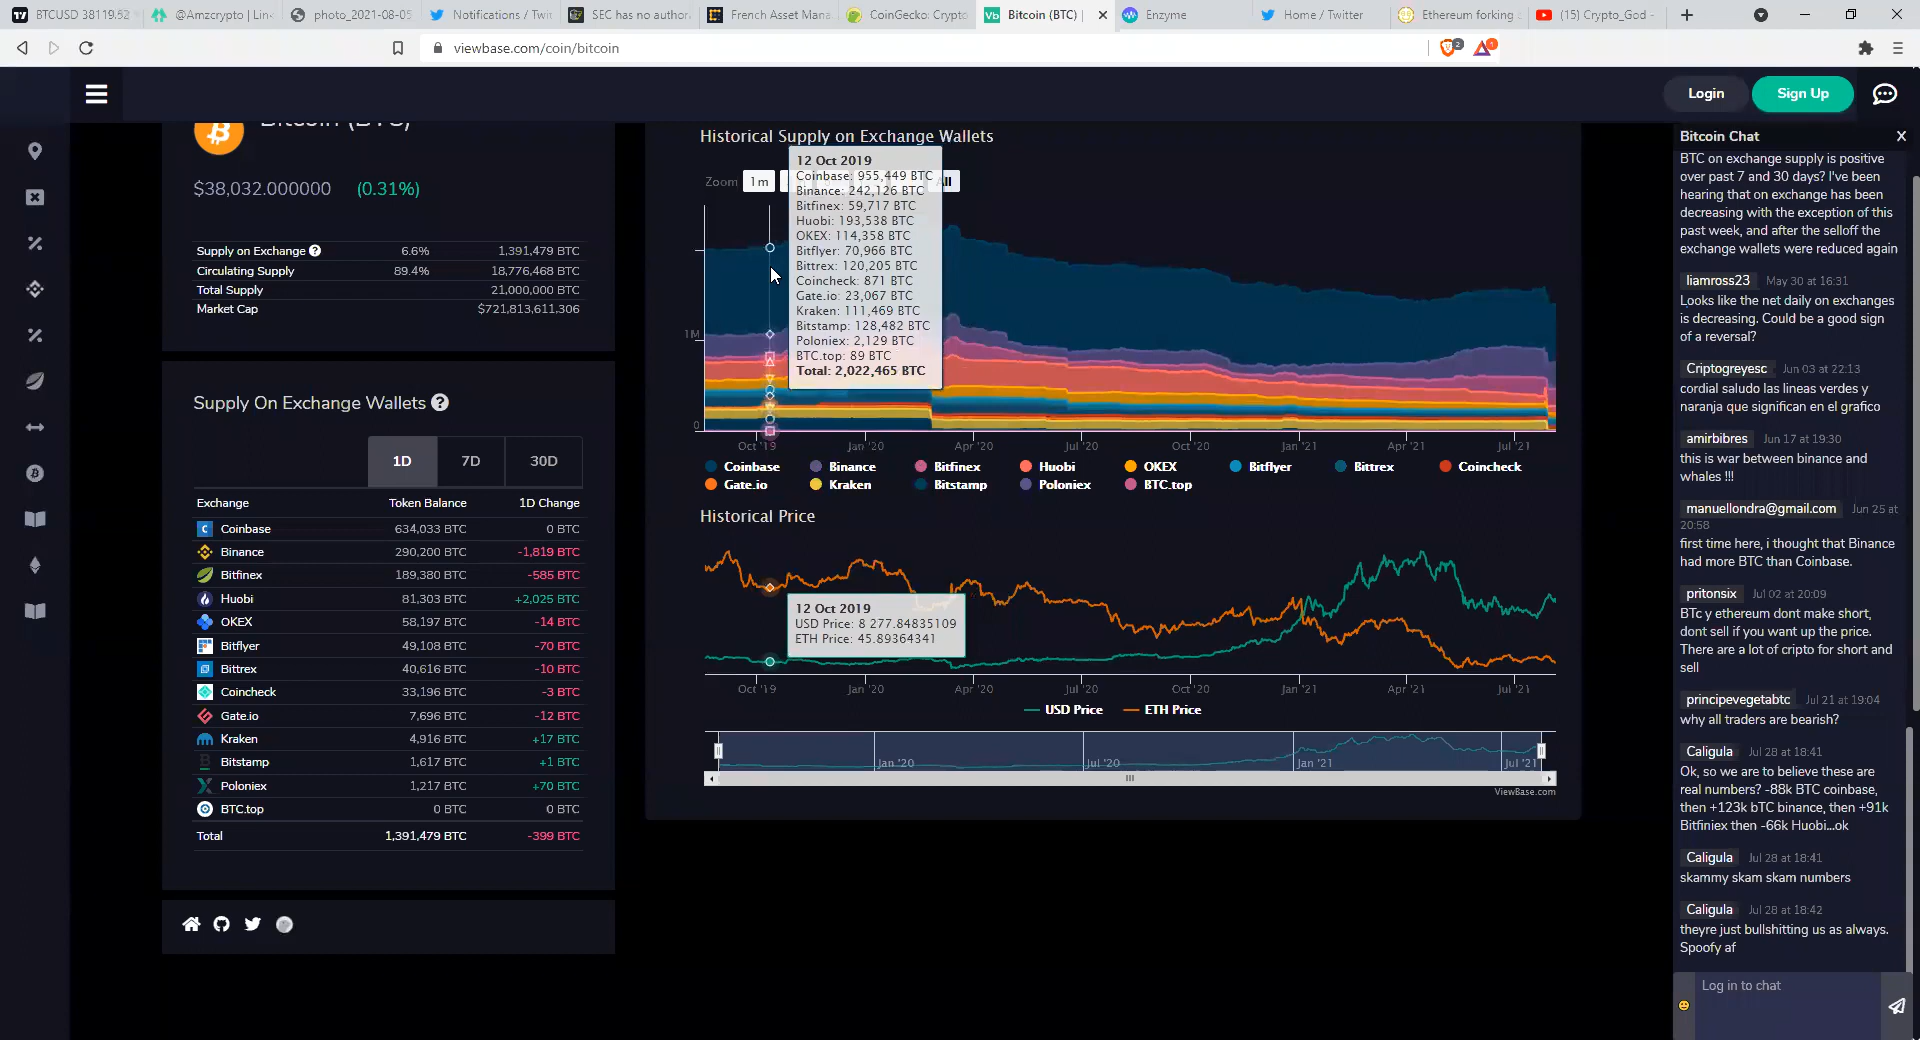 BTCUSD 38119.52
@Amzcrypto | Link
photo_2021-08-05
Notifications / Twit
SEC has no author
French Asset Mana
CoinGecko: Crypto
Bitcoin (BTC) |
Enzyme
Home / Twitter
Ethereum forking
(15) Crypto_God -
viewbase.com/coin/bitcoin
2
1
Login
Sign Up
Bitcoin (BTC)
$38,032.000000 (0.31%)
Supply on Exchange ? 6.6% 1,391,479 BTC
Circulating Supply 89.4% 18,776,468 BTC
Total Supply 21,000,000 BTC
Market Cap $721,813,611,306
Supply On Exchange Wallets ?
1D 7D 30D
Exchange Token Balance 1D Change
Coinbase 634,033 BTC 0 BTC
Binance 290,200 BTC -1,819 BTC
Bitfinex 189,380 BTC -585 BTC
Huobi 81,303 BTC +2,025 BTC
OKEX 58,197 BTC -14 BTC
Bitflyer 49,108 BTC -70 BTC
Bittrex 40,616 BTC -10 BTC
Coincheck 33,196 BTC -3 BTC
Gate.io 7,696 BTC -12 BTC
Kraken 4,916 BTC +17 BTC
Bitstamp 1,617 BTC +1 BTC
Poloniex 1,217 BTC +70 BTC
BTC.top 0 BTC 0 BTC
Total 1,391,479 BTC -399 BTC
Historical Supply on Exchange Wallets
Zoom 1m All
12 Oct 2019
Coinbase: 955,449 BTC
Binance: 242,126 BTC
Bitfinex: 59,717 BTC
Huobi: 193,538 BTC
OKEX: 114,358 BTC
Bitflyer: 70,966 BTC
Bittrex: 120,205 BTC
Coincheck: 871 BTC
Gate.io: 23,067 BTC
Kraken: 111,469 BTC
Bitstamp: 128,482 BTC
Poloniex: 2,129 BTC
BTC.top: 89 BTC
Total: 2,022,465 BTC
1M
0
Oct '19 Jan '20 Apr '20 Jul '20 Oct '20 Jan '21 Apr '21 Jul '21
Coinbase Binance Bitfinex Huobi OKEX Bitflyer Bittrex Coincheck
Gate.io Kraken Bitstamp Poloniex BTC.top
Historical Price
12 Oct 2019
USD Price: 8 277.84835109
ETH Price: 45.89364341
Oct '19 Jan '20 Apr '20 Jul '20 Oct '20 Jan '21 Apr '21 Jul '21
USD Price ETH Price
Jan '20 Jul '20 Jan '21 Jul '21
ViewBase.com
Bitcoin Chat X
BTC on exchange supply is positive
over past 7 and 30 days? I've been
hearing that on exchange has been
decreasing with the exception of this
past week, and after the selloff the
exchange wallets were reduced again
liamross23 May 30 at 16:31
Looks like the net daily on exchanges
is decreasing. Could be a good sign
of a reversal?
Criptogreyesc Jun 03 at 22:13
cordial saludo las lineas verdes y
naranja que significan en el grafico
amirbibres Jun 17 at 19:30
this is war between binance and
whales !!!
manuellondra@gmail.com Jun 25 at
20:58
first time here, i thought that Binance
had more BTC than Coinbase.
pritonsix Jul 02 at 20:09
BTc y ethereum dont make short,
dont sell if you want up the price.
There are a lot of cripto for short and
sell
principevegetabtc Jul 21 at 19:04
why all traders are bearish?
Caligula Jul 28 at 18:41
Ok, so we are to believe these are
real numbers? -88k BTC coinbase,
then +123k bTC binance, then +91k
Bitfiniex then -66k Huobi...ok
Caligula Jul 28 at 18:41
skammy skam skam numbers
Caligula Jul 28 at 18:42
theyre just bullshitting us as always.
Spoofy af
Log in to chat